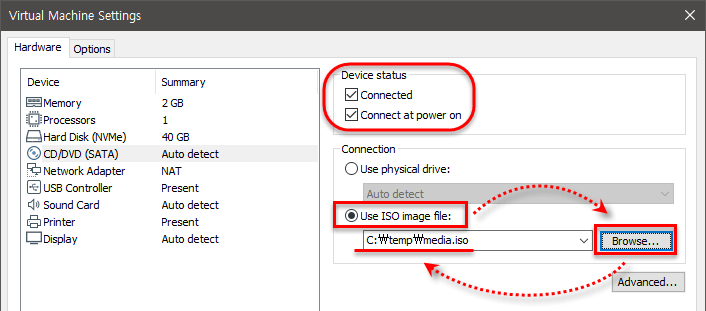 Virtual Machine Settings
Hardware
Options
Device Summary
Memory 2 GB
Processors 1
Hard Disk (NVMe) 40 GB
CD/DVD (SATA) Auto detect
Network Adapter NAT
USB Controller Present
Sound Card Auto detect
Printer Present
Display Auto detect
Device status
Connected
Connect at power on
Connection
Use physical drive:
Auto detect
Use ISO image file:
C:₩temp₩media.iso
Browse...
Advanced...